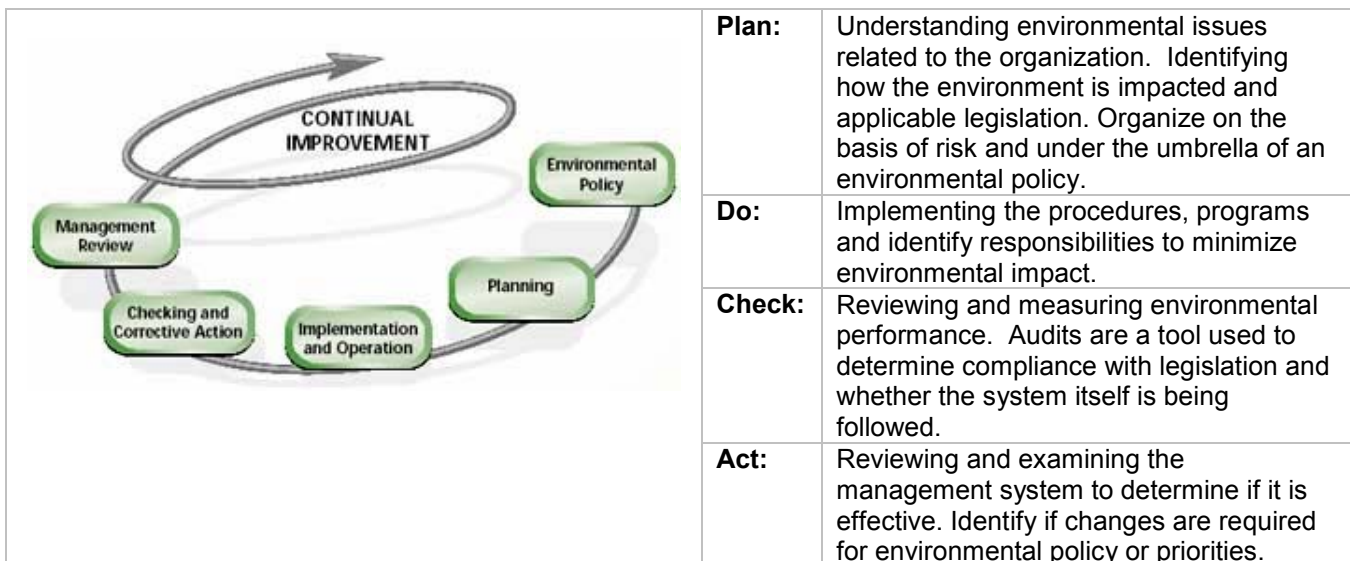 CONTINUAL
IMPROVEMENT
Environmental
Policy
Management
Review
Planning
Checking and
Corrective Action
Implementation
and Operation
Plan: Understanding environmental issues
related to the organization.  Identifying
how the environment is impacted and
applicable legislation. Organize on the
basis of risk and under the umbrella of an
environmental policy.
Do: Implementing the procedures, programs
and identify responsibilities to minimize
environmental impact.
Check: Reviewing and measuring environmental
performance.  Audits are a tool used to
determine compliance with legislation and
whether the system itself is being
followed.
Act: Reviewing and examining the
management system to determine if it is
effective. Identify if changes are required
for environmental policy or priorities.